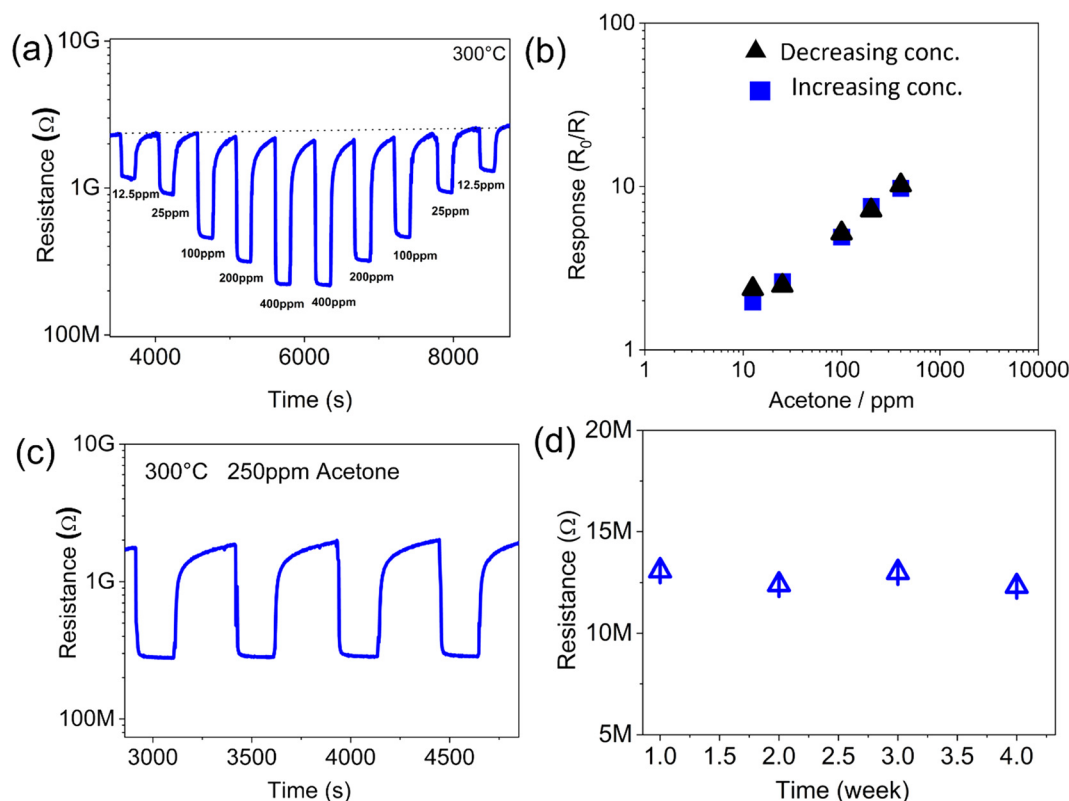 (a)
10G
300°C
1G
100M
Resistance (Ω)
12.5ppm
25ppm
100ppm
200ppm
400ppm
400ppm
200ppm
100ppm
25ppm
12.5ppm
4000 6000 8000
Time (s)
(b)
100
10
1
Response (R₀/R)
Decreasing conc.
Increasing conc.
1 10 100 1000 10000
Acetone / ppm
(c)
10G
300°C 250ppm Acetone
1G
100M
Resistance (Ω)
3000 3500 4000 4500
Time (s)
(d)
20M
15M
10M
5M
Resistance (Ω)
1.0 1.5 2.0 2.5 3.0 3.5 4.0
Time (week)